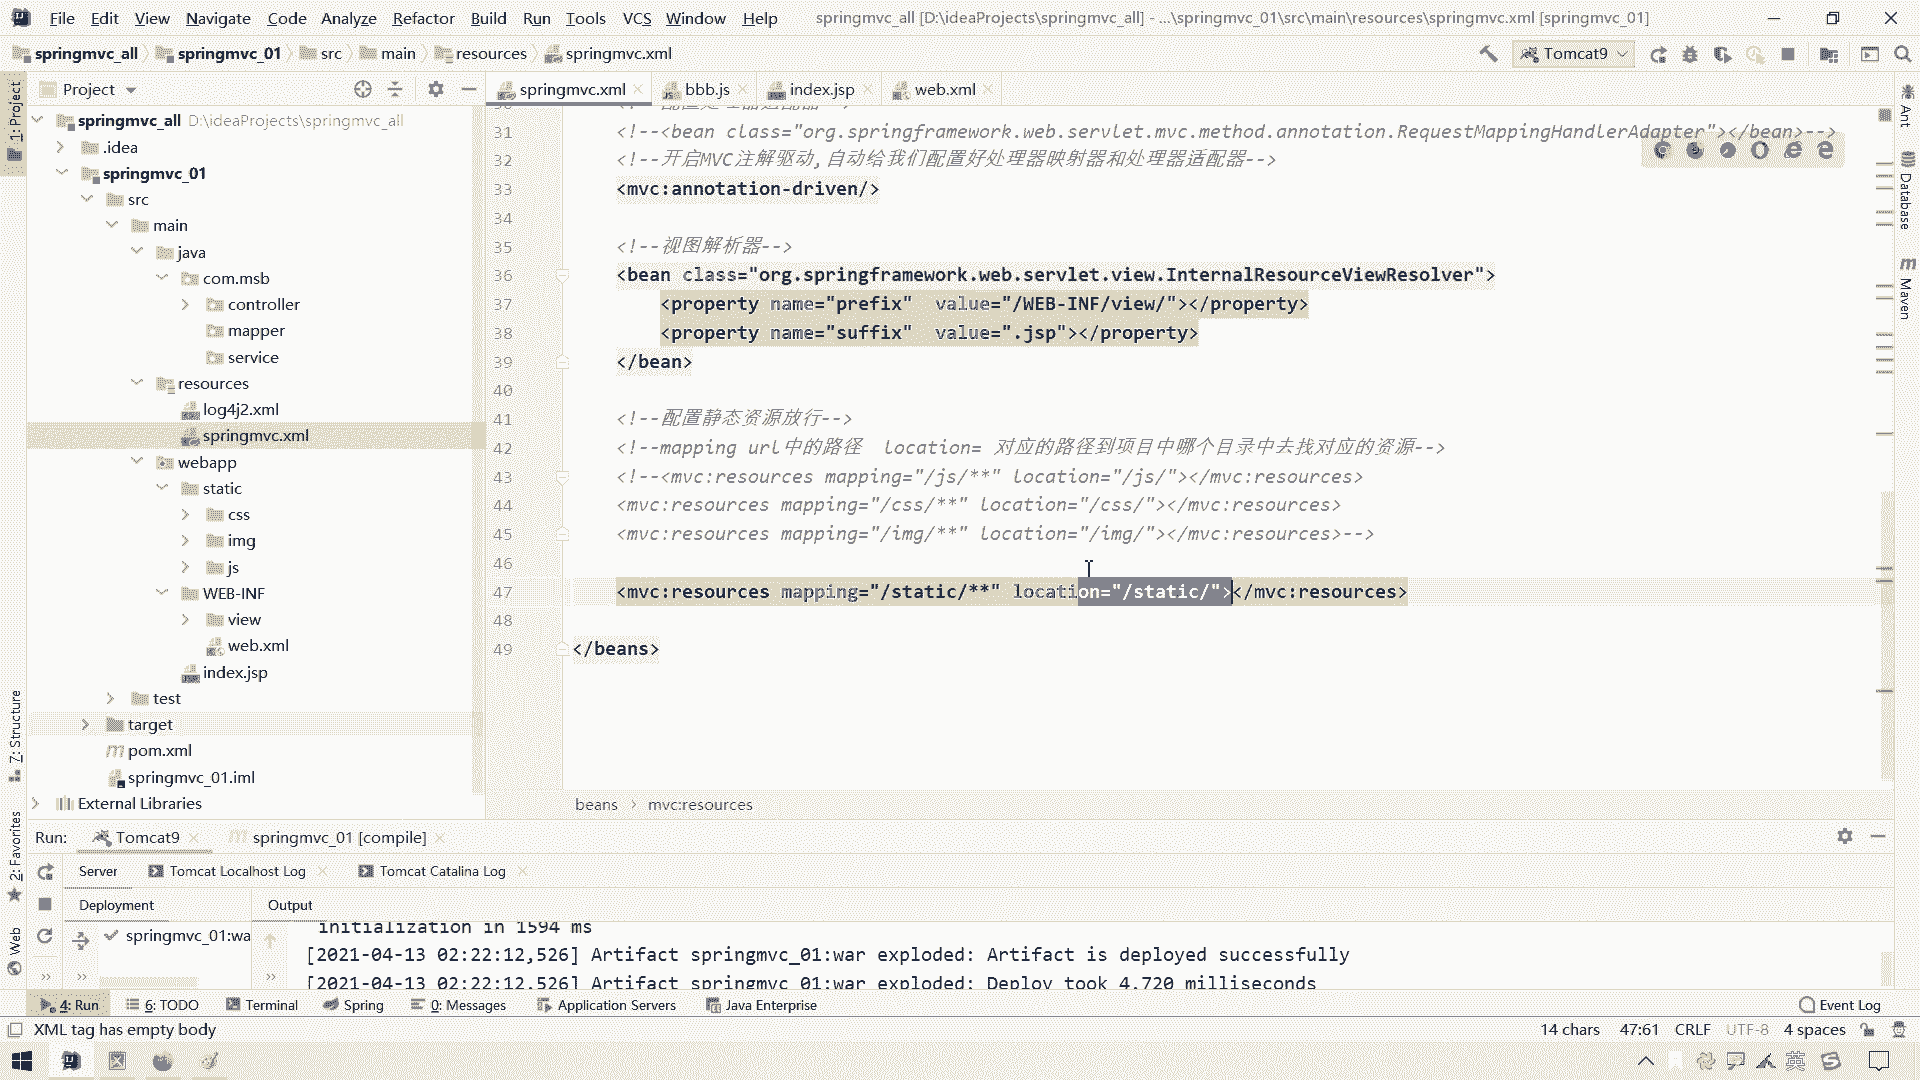 File Edit View Navigate Code Analyze Refactor Build Run Tools VCS Window Help springmvc_all [D:\ideaProjects\springmvc_all] - ...\springmvc_01\src\main\resources\springmvc.xml [springmvc_01]
springmvc_all springmvc_01 src main resources springmvc.xml Tomcat9
Project springmvc.xml bbb.js index.jsp web.xml
1: Project
springmvc_all D:\ideaProjects\springmvc_all
.idea
springmvc_01
src
main
java
com.msb
controller
mapper
service
resources
log4j2.xml
springmvc.xml
webapp
static
css
img
js
WEB-INF
view
web.xml
index.jsp
test
target
pom.xml
springmvc_01.iml
External Libraries
31 <!--<bean class="org.springframework.web.servlet.mvc.method.annotation.RequestMappingHandlerAdapter"></bean>-->
32 <!--开启MVC注解驱动,自动给我们配置好处理器映射器和处理器适配器-->
33 <mvc:annotation-driven/>
34
35 <!--视图解析器-->
36 <bean class="org.springframework.web.servlet.view.InternalResourceViewResolver">
37 <property name="prefix"  value="/WEB-INF/view/"></property>
38 <property name="suffix"  value=".jsp"></property>
39 </bean>
40
41 <!--配置静态资源放行-->
42 <!--mapping url中的路径  location= 对应的路径到项目中哪个目录中去找对应的资源-->
43 <!--<mvc:resources mapping="/js/**" location="/js/"></mvc:resources>
44 <mvc:resources mapping="/css/**" location="/css/"></mvc:resources>
45 <mvc:resources mapping="/img/**" location="/img/"></mvc:resources>-->
46
47 <mvc:resources mapping="/static/**" location="/static/"></mvc:resources>
48
49 </beans>
beans mvc:resources
Ant
Database
Maven
7: Structure
2: Favorites
Web
Run: Tomcat9 springmvc_01 [compile]
Server Tomcat Localhost Log Tomcat Catalina Log
Deployment Output
springmvc_01:wa
initialization in 1594 ms
[2021-04-13 02:22:12,526] Artifact springmvc_01:war exploded: Artifact is deployed successfully
[2021-04-13 02:22:12,526] Artifact springmvc_01:war exploded: Deploy took 4,720 milliseconds
4: Run 6: TODO Terminal Spring 0: Messages Application Servers Java Enterprise Event Log
XML tag has empty body 14 chars 47:61 CRLF UTF-8 4 spaces
英